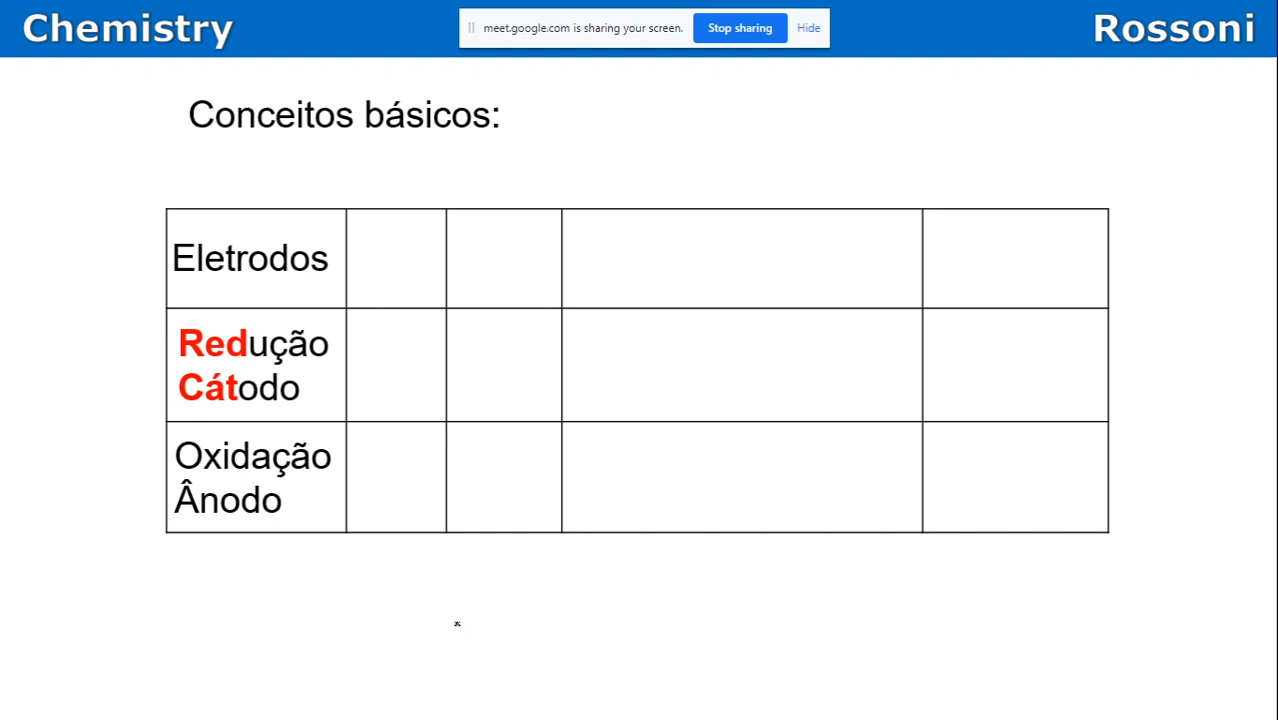 Chemistry
meet.google.com is sharing your screen.
Stop sharing
Hide
Rossoni
Conceitos básicos:
Eletrodos
Redução
Cátodo
Oxidação
Ânodo